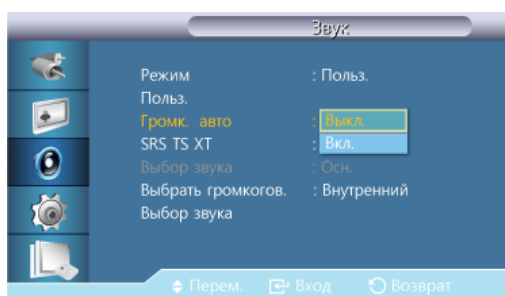 Звук
Режим : Польз.
Польз.
Громк. авто : Выкл.
SRS TS XT : Вкл.
Выбор звука : Осн.
Выбрать громкогов. : Внутренний
Выбор звука
Перем. Вход Возврат